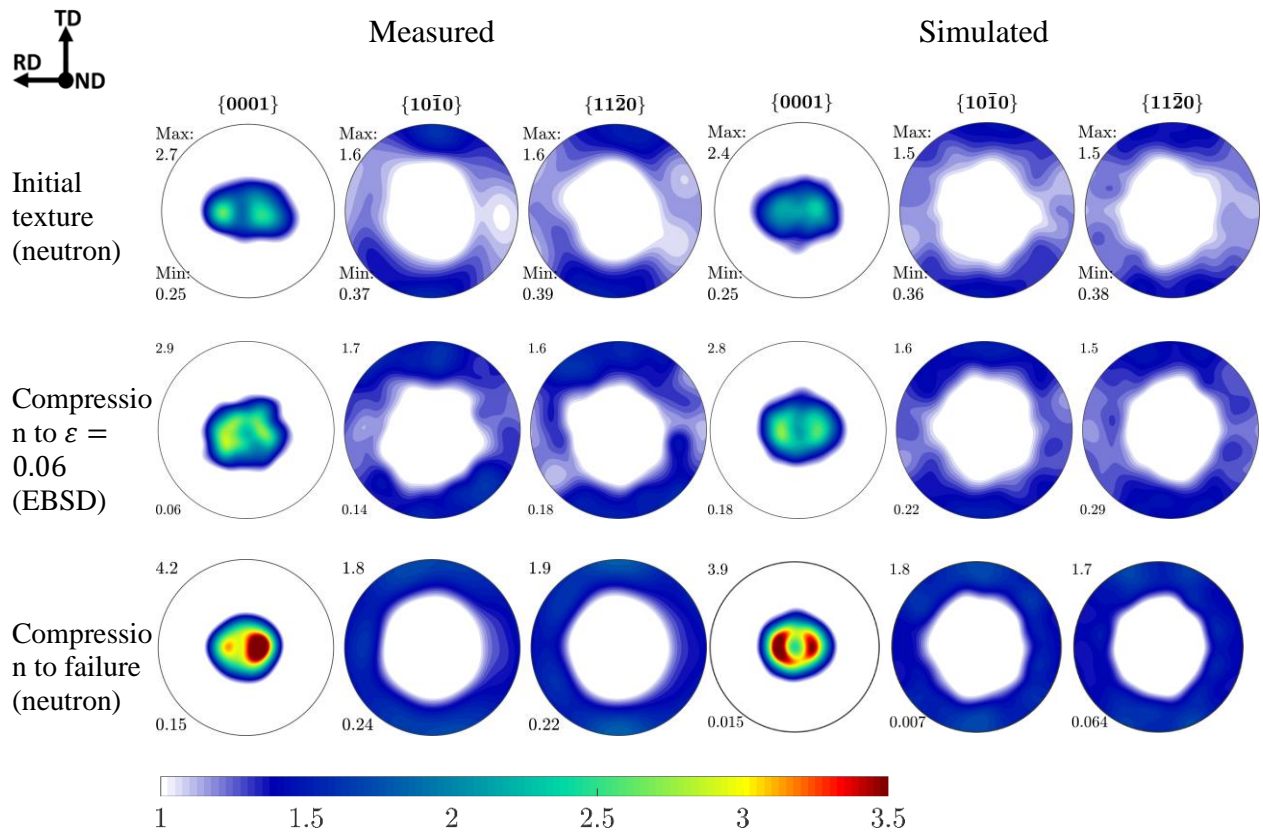 TD
RD
ND
Measured
Simulated
{0001}
{101̅0}
{112̅0}
{0001}
{101̅0}
{112̅0}
Initial
texture
(neutron)
Max:
2.7
Min:
0.25
Max:
1.6
Min:
0.37
Max:
1.6
Min:
0.39
Max:
2.4
Min:
0.25
Max:
1.5
Min:
0.36
Max:
1.5
Min:
0.38
Compressio
n to 𝜀 =
0.06
(EBSD)
2.9
0.06
1.7
0.14
1.6
0.18
2.8
0.18
1.6
0.22
1.5
0.29
Compressio
n to failure
(neutron)
4.2
0.15
1.8
0.24
1.9
0.22
3.9
0.015
1.8
0.007
1.7
0.064
1 1.5 2 2.5 3 3.5